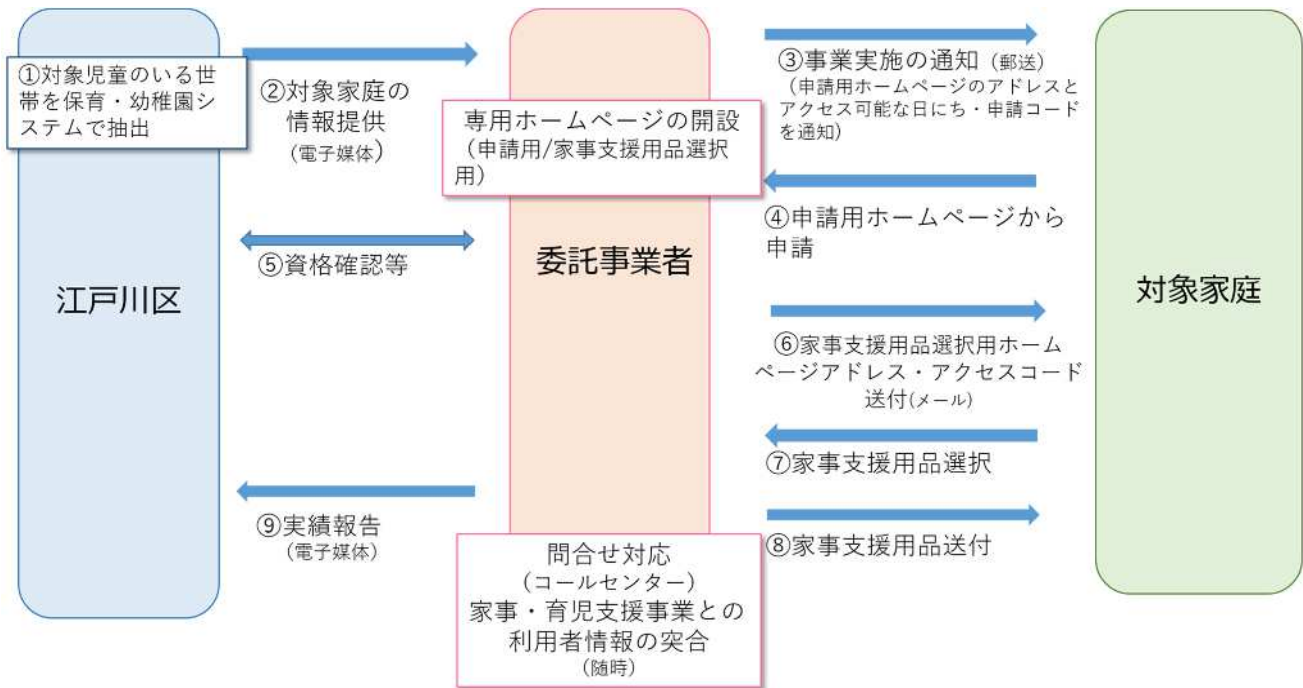 ①対象児童のいる世
帯を保育・幼稚園シ
ステムで抽出
江戸川区
②対象家庭の
情報提供
(電子媒体)
⑤資格確認等
⑨実績報告
(電子媒体)
専用ホームページの開設
(申請用/家事支援用品選択
用)
委託事業者
問合せ対応
(コールセンター)
家事・育児支援事業との
利用者情報の突合
(随時)
③事業実施の通知(郵送)
(申請用ホームページのアドレスと
アクセス可能な日にち・申請コード
を通知)
④申請用ホームページから
申請
⑥家事支援用品選択用ホーム
ページアドレス・アクセスコード
送付(メール)
⑦家事支援用品選択
⑧家事支援用品送付
対象家庭